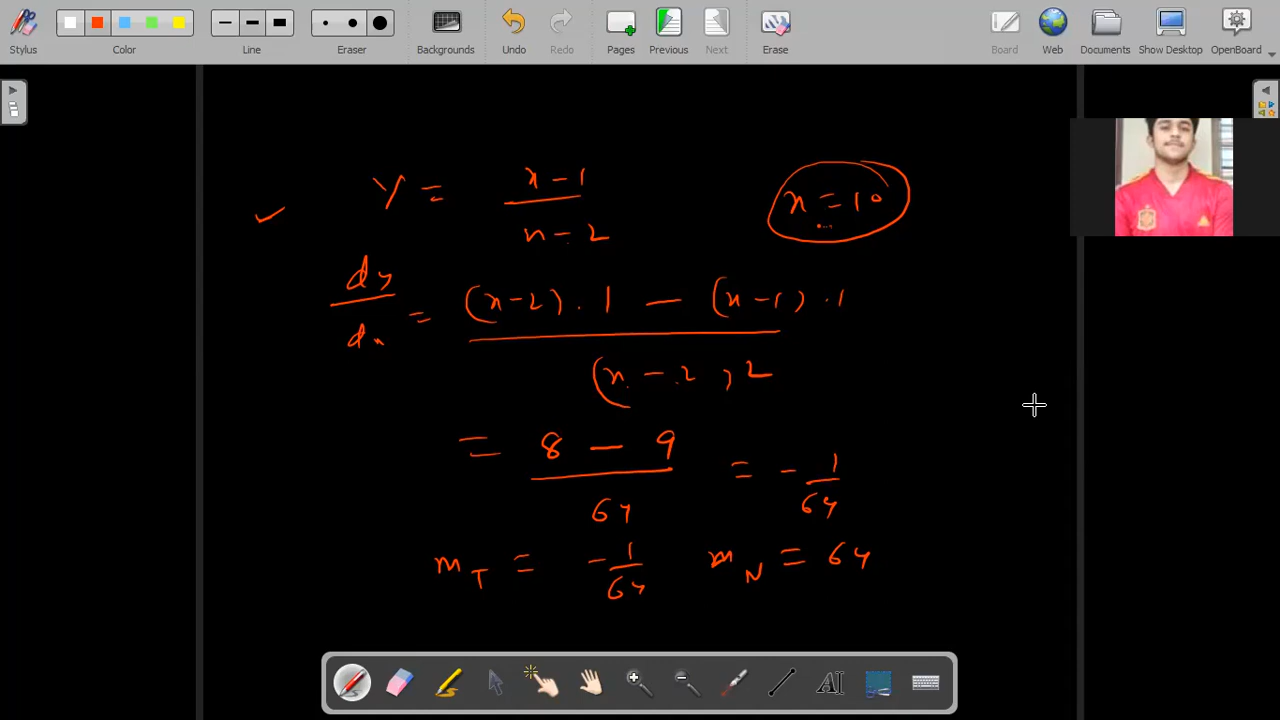 Stylus Color Line Eraser Backgrounds Undo Redo Pages Previous Next Erase Board Web Documents Show Desktop OpenBoard
y = x-1 / x-2 x = 10
dy/dx = (x-2) . 1 - (x-1) . 1 / (x-2)2
= 8 - 9 / 64 = - 1/64
mT = - 1/64 mN = 64
AI